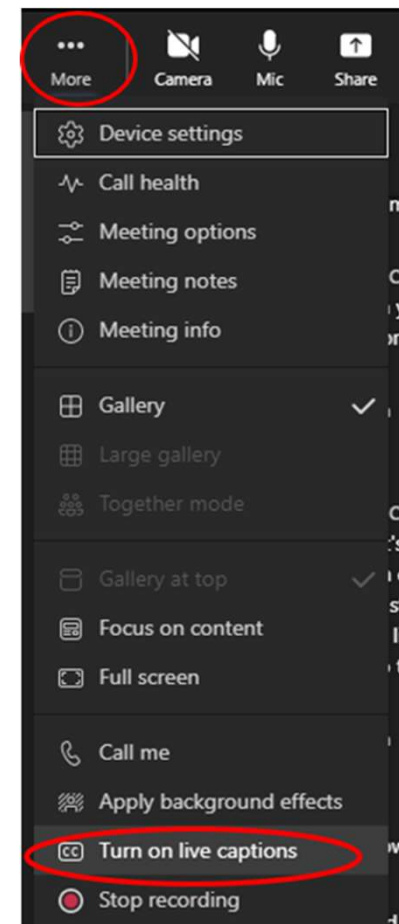 More Camera Mic Share
Device settings
Call health
Meeting options
Meeting notes
Meeting info
Gallery
Large gallery
Together mode
Gallery at top
Focus on content
Full screen
Call me
Apply background effects
CC Turn on live captions
Stop recording